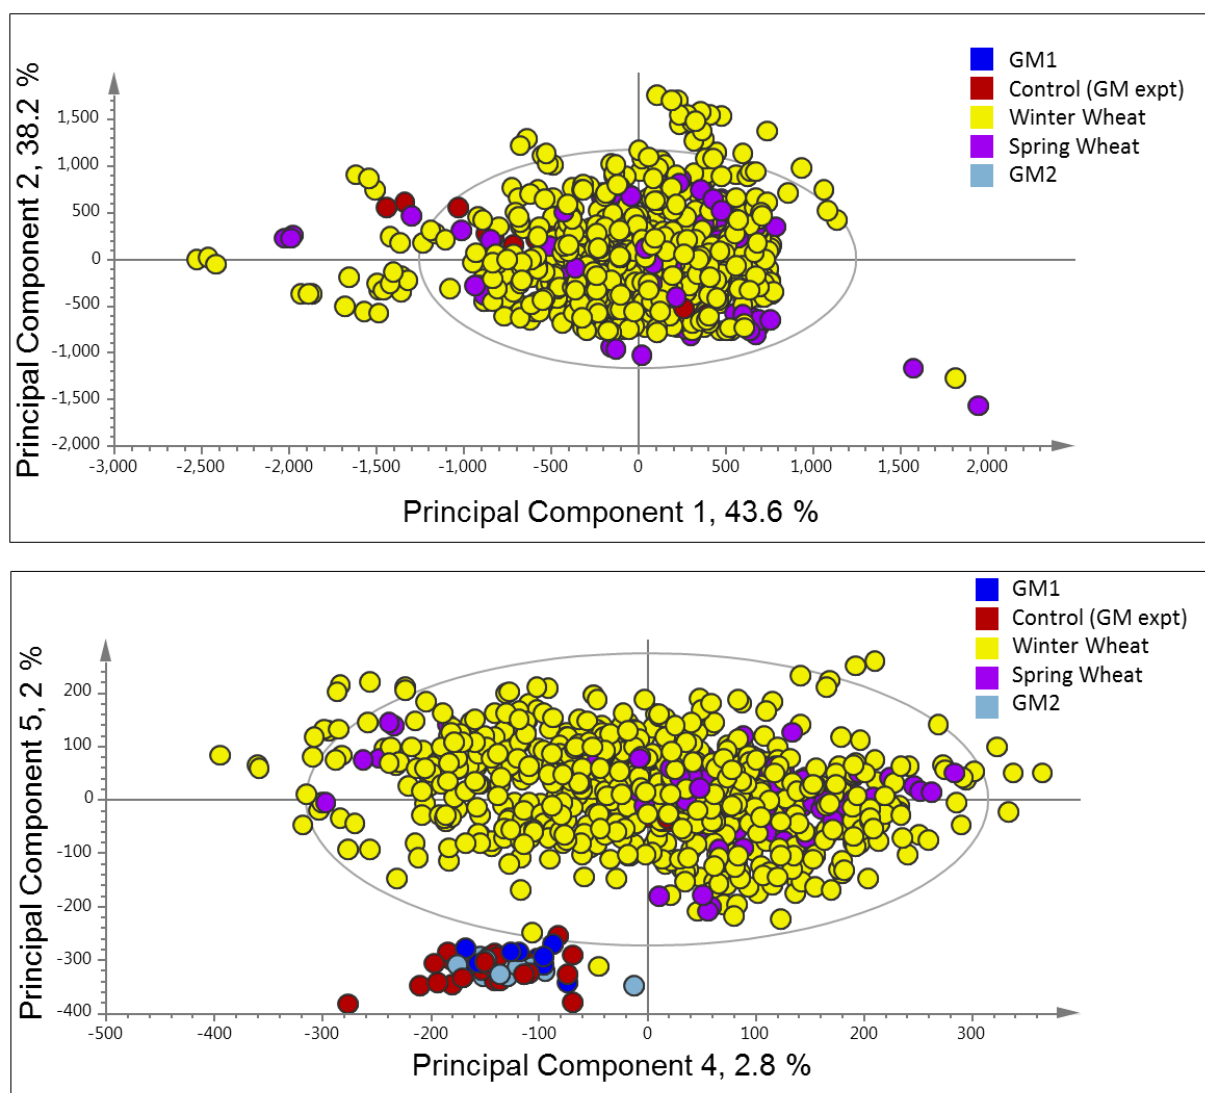 GM1
Control (GM expt)
Winter Wheat
Spring Wheat
GM2
Principal Component 2, 38.2 %
1,500
1,000
500
0
-500
-1,000
-1,500
-2,000
-3,000 -2,500 -2,000 -1,500 -1,000 -500 0 500 1,000 1,500 2,000
Principal Component 1, 43.6 %
GM1
Control (GM expt)
Winter Wheat
Spring Wheat
GM2
Principal Component 5, 2 %
200
100
0
-100
-200
-300
-400
-500 -400 -300 -200 -100 0 100 200 300
Principal Component 4, 2.8 %